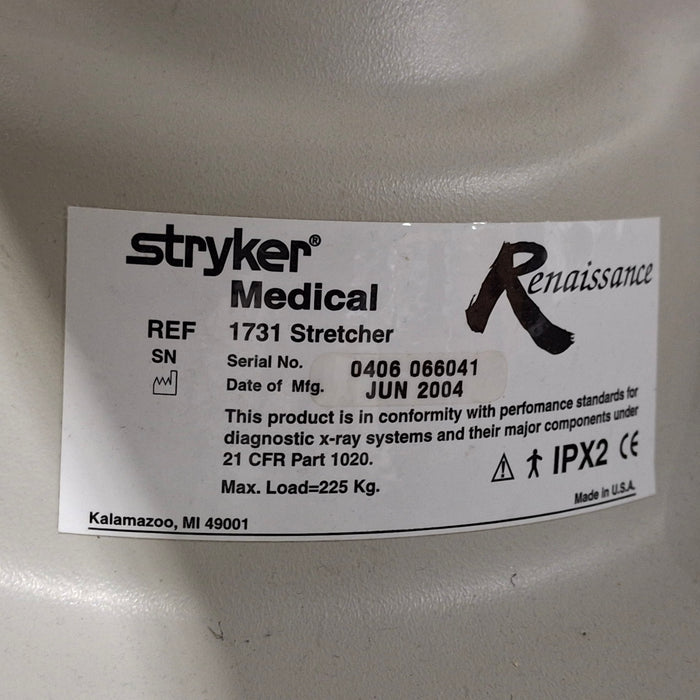 stryker®
Medical
Renaissance
REF 1731 Stretcher
SN Serial No. 0406 066041
Date of Mfg. JUN 2004
This product is in conformity with perfomance standards for
diagnostic x-ray systems and their major components under
21 CFR Part 1020.
Max. Load=225 Kg.
IPX2 CE
Made in U.S.A.
Kalamazoo, MI 49001